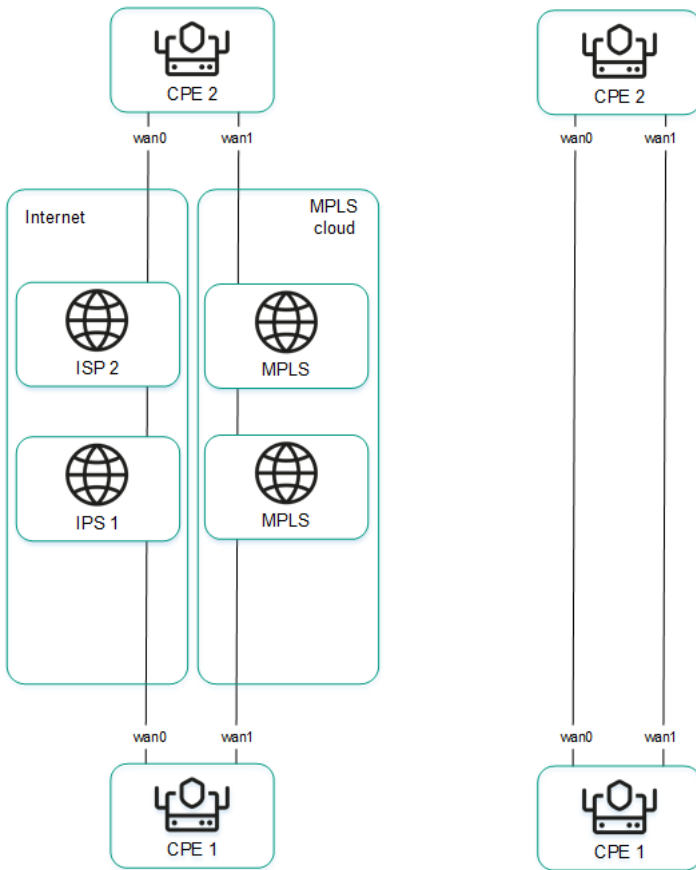 CPE 2
wan0
wan1
Internet
MPLS
cloud
ISP 2
MPLS
IPS 1
MPLS
wan0
wan1
CPE 1
CPE 2
wan0
wan1
wan0
wan1
CPE 1